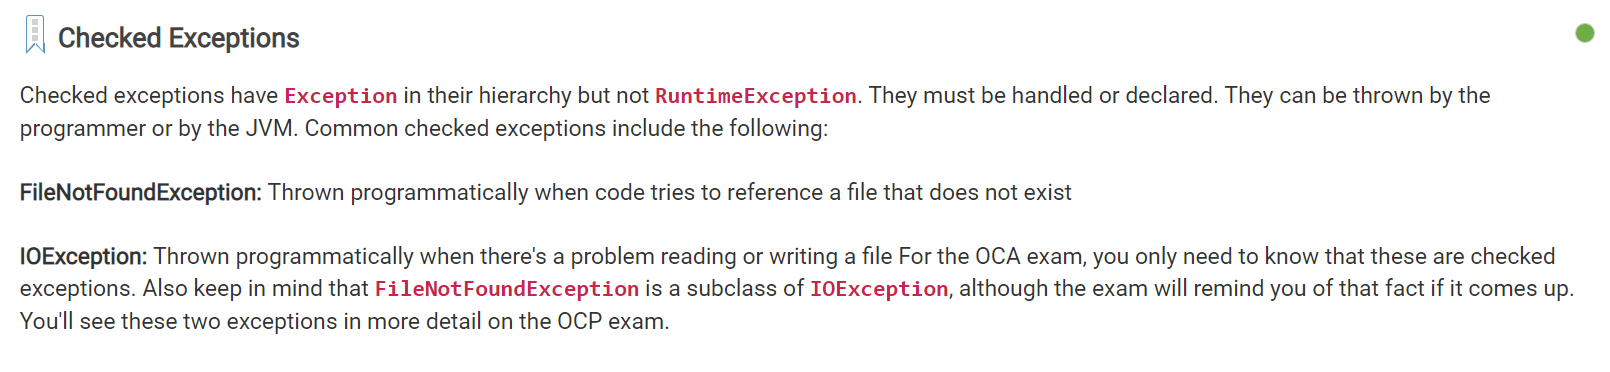 Checked Exceptions
Checked exceptions have Exception in their hierarchy but not RuntimeException. They must be handled or declared. They can be thrown by the
programmer or by the JVM. Common checked exceptions include the following:
FileNotFoundException: Thrown programmatically when code tries to reference a file that does not exist
IOException: Thrown programmatically when there's a problem reading or writing a file For the OCA exam, you only need to know that these are checked
exceptions. Also keep in mind that FileNotFoundException is a subclass of IOException, although the exam will remind you of that fact if it comes up.
You'll see these two exceptions in more detail on the OCP exam.